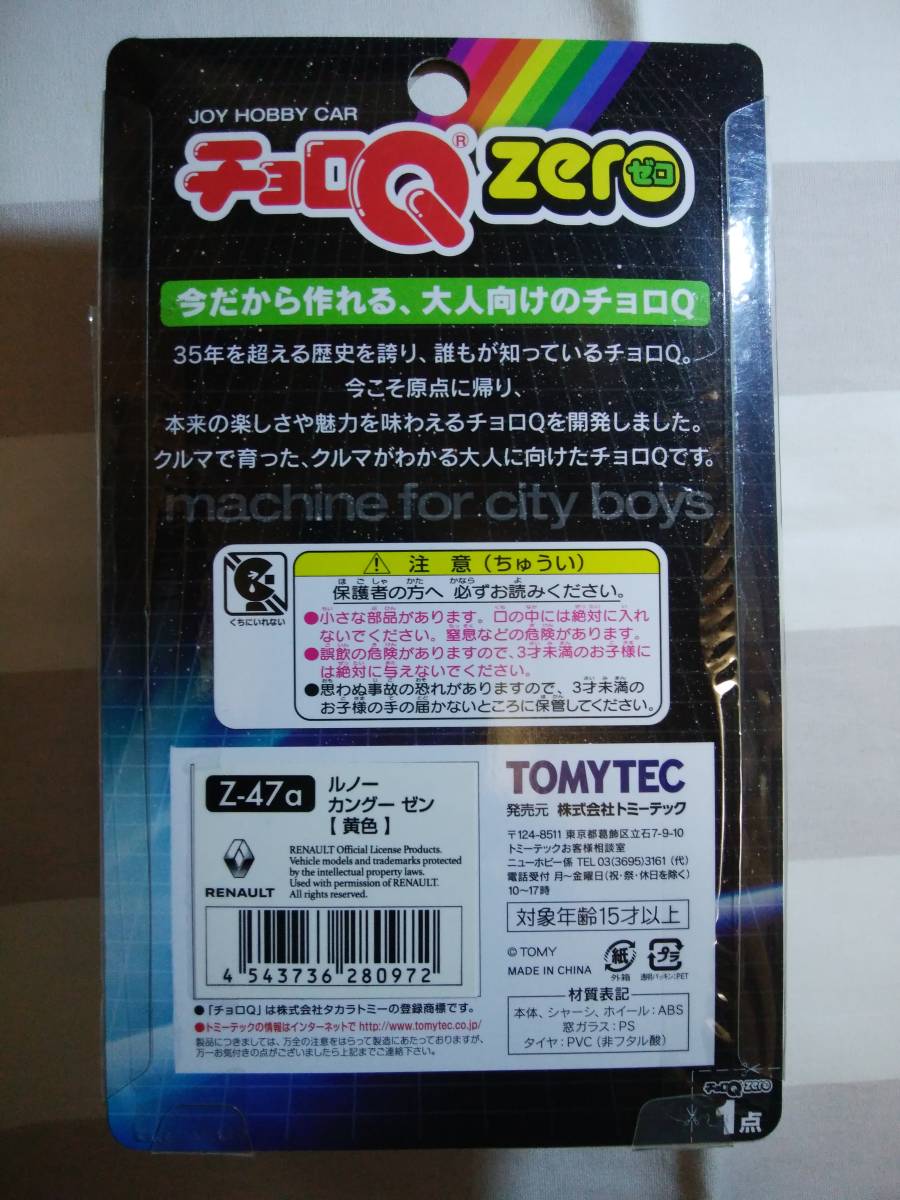 JOY HOBBY CAR
チョロQ® zero ゼロ
今だから作れる、大人向けのチョロQ
35年を超える歴史を誇り、誰もが知っているチョロQ。
今こそ原点に帰り、
本来の楽しさや魅力を味わえるチョロQを開発しました。
クルマで育った、クルマがわかる大人に向けたチョロQです。
machine for city boys
くちにいれない
⚠ 注 意（ちゅうい）
保護者の方へ 必ずお読みください。
●小さな部品があります。口の中には絶対に入れ
ないでください。窒息などの危険があります。
●誤飲の危険がありますので、3才未満のお子様に
は絶対に与えないでください。
●思わぬ事故の恐れがありますので、3才未満の
お子様の手の届かないところに保管してください。
Z-47a
ルノー
カングー ゼン
【 黄色 】
RENAULT
RENAULT Official License Products.
Vehicle models and trademarks protected
by the intellectual property laws.
Used with permission of RENAULT.
All rights reserved.
4 543736 280972
TOMYTEC
発売元 株式会社トミーテック
〒124-8511 東京都葛飾区立石7-9-10
トミーテックお客様相談室
ニューホビー係 TEL 03(3695)3161 (代)
電話受付 月～金曜日(祝・祭・休日を除く)
10～17時
対象年齢15才以上
© TOMY
MADE IN CHINA
紙
外箱
プラ
透明パッキン:PET
材質表記
本体、シャーシ、ホイール:ABS
窓ガラス:PS
タイヤ:PVC (非フタル酸)
●「チョロQ」は株式会社タカラトミーの登録商標です。
●トミーテックの情報はインターネットで http://www.tomytec.co.jp/
製品につきましては、万全の注意をはらって製造にあたっておりますが、
万一お気付きの点がございましたら上記までご連絡下さい。
チョロQ zero
1点